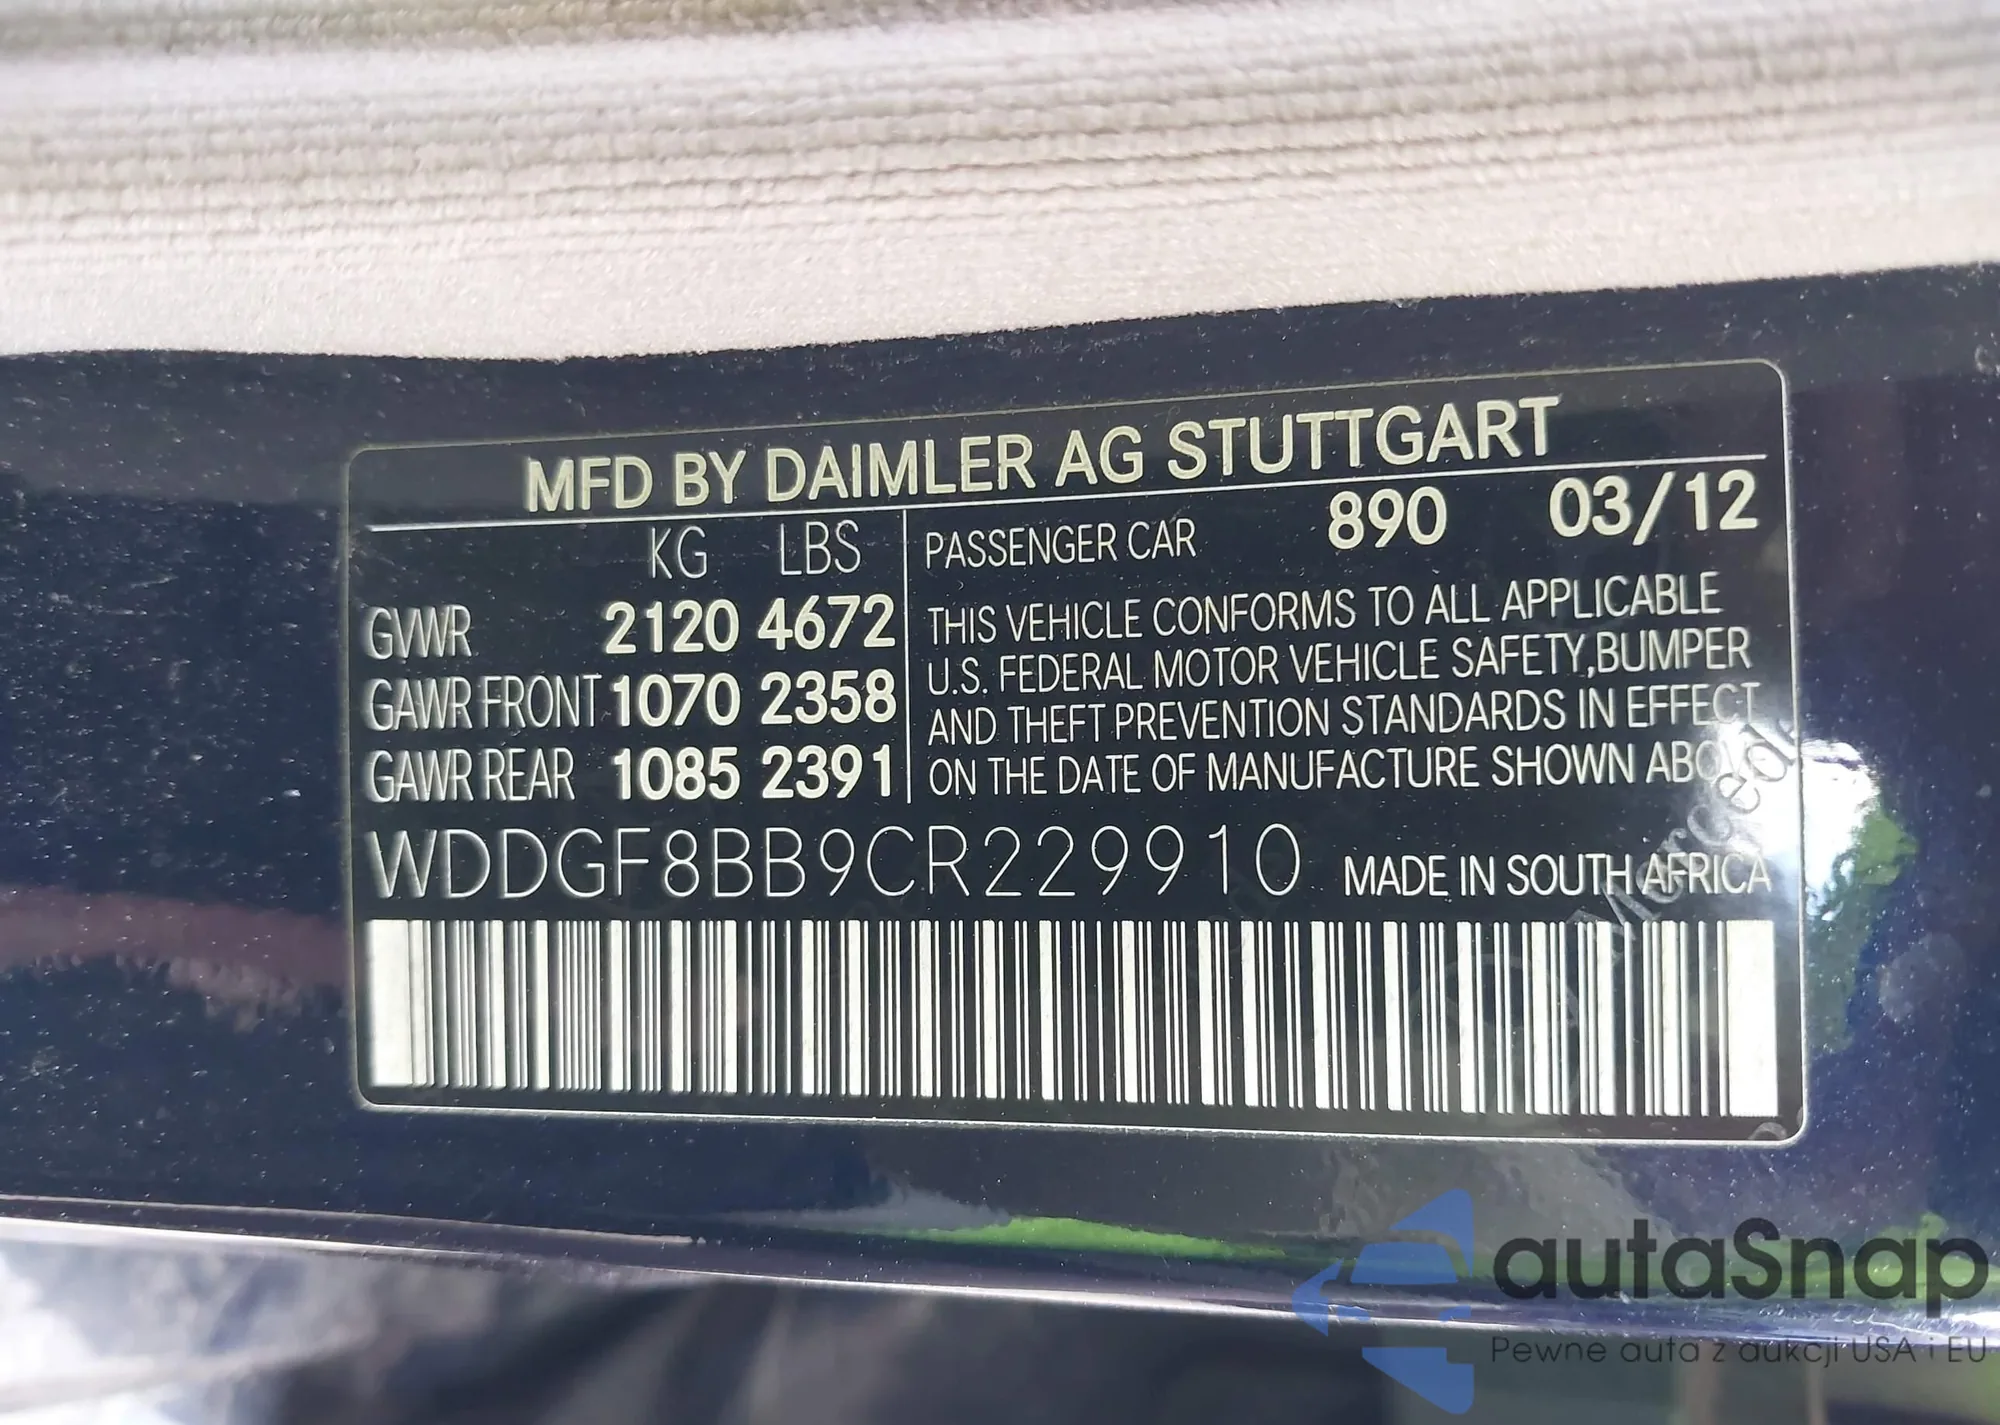 MFD BY DAIMLER AG STUTTGART
KG LBS
GVWR 2120 4672
GAWR FRONT 1070 2358
GAWR REAR 1085 2391
PASSENGER CAR 890 03/12
THIS VEHICLE CONFORMS TO ALL APPLICABLE
U.S. FEDERAL MOTOR VEHICLE SAFETY,BUMPER
AND THEFT PREVENTION STANDARDS IN EFFECT
ON THE DATE OF MANUFACTURE SHOWN ABOVE
WDDGF8BB9CR229910 MADE IN SOUTH AFRICA
Mercedes
autaSnap
Pewne auta z aukcji USA i EU